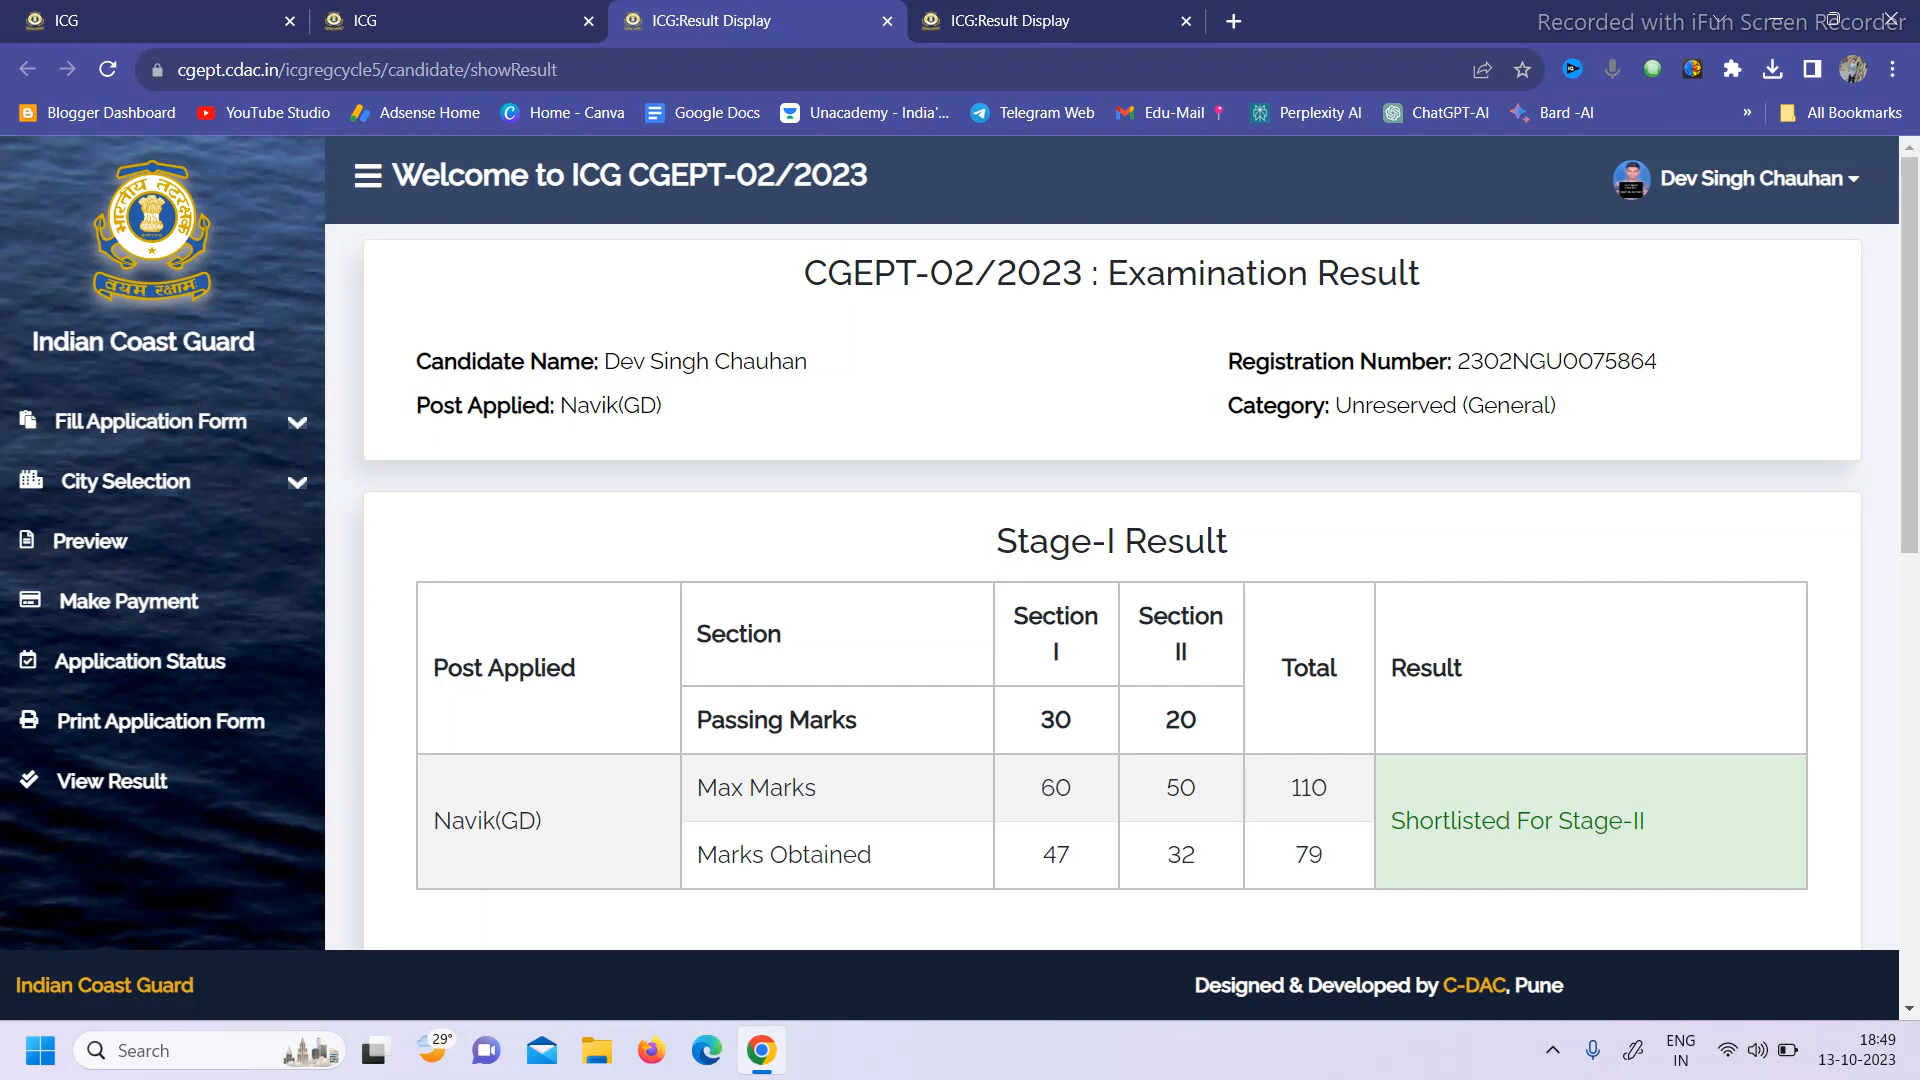 ICG
ICG
ICG:Result Display
ICG:Result Display
Recorded with iFun Screen Recorder
cgept.cdac.in/icgregcycle5/candidate/showResult
Blogger Dashboard
YouTube Studio
Adsense Home
Home - Canva
Google Docs
Unacademy - India'...
Telegram Web
Edu-Mail
Perplexity AI
ChatGPT-AI
Bard -AI
»
All Bookmarks
भारतीय तटरक्षक
वयम रक्षामः
Indian Coast Guard
Fill Application Form
City Selection
Preview
Make Payment
Application Status
Print Application Form
View Result
Welcome to ICG CGEPT-02/2023
Dev Singh Chauhan
CGEPT-02/2023 : Examination Result
Candidate Name: Dev Singh Chauhan
Registration Number: 2302NGU0075864
Post Applied: Navik(GD)
Category: Unreserved (General)
Stage-I Result
Post Applied
Section
Section I
Section II
Total
Result
Passing Marks
30
20
Navik(GD)
Max Marks
60
50
110
Shortlisted For Stage-II
Marks Obtained
47
32
79
Indian Coast Guard
Designed & Developed by C-DAC, Pune
Search
29°
ENG
IN
18:49
13-10-2023